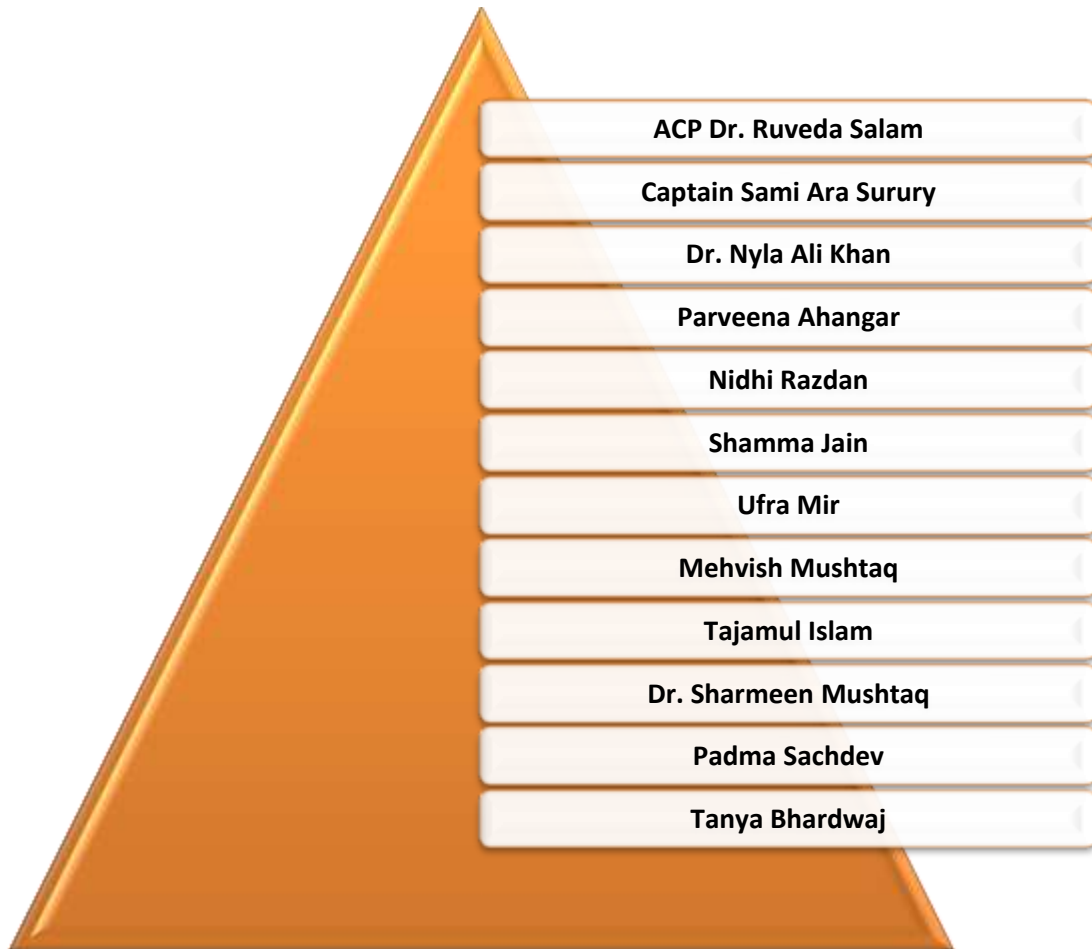 ACP Dr. Ruveda Salam
Captain Sami Ara Surury
Dr. Nyla Ali Khan
Parveena Ahangar
Nidhi Razdan
Shamma Jain
Ufra Mir
Mehvish Mushtaq
Tajamul Islam
Dr. Sharmeen Mushtaq
Padma Sachdev
Tanya Bhardwaj